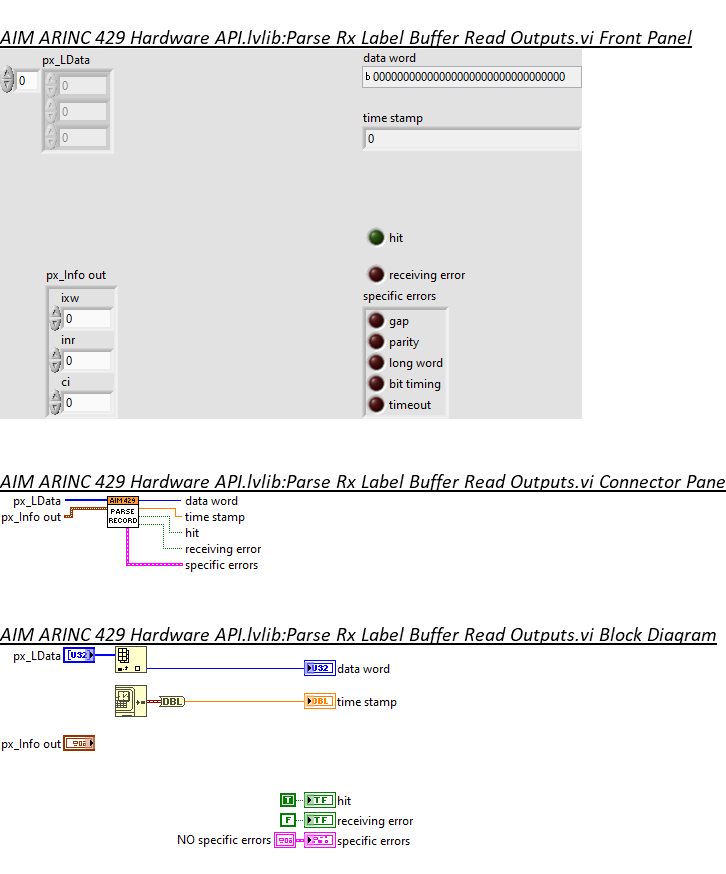 AIM ARINC 429 Hardware API.lvlib:Parse Rx Label Buffer Read Outputs.vi Front Panel
px_LData
data word
0
0
b 00000000000000000000000000000000
0
time stamp
0
0
hit
px_Info out
receiving error
ixw
specific errors
0
gap
inr
parity
0
long word
ci
bit timing
0
timeout
AIM ARINC 429 Hardware API.lvlib:Parse Rx Label Buffer Read Outputs.vi Connector Pane
px_LData
AIM 429
data word
px_Info out
PARSE
RECORD
time stamp
hit
receiving error
specific errors
AIM ARINC 429 Hardware API.lvlib:Parse Rx Label Buffer Read Outputs.vi Block Diagram
px_LData
U32
U32
data word
DBL
DBL
time stamp
px_Info out
T
TF
hit
F
TF
receiving error
NO specific errors
specific errors